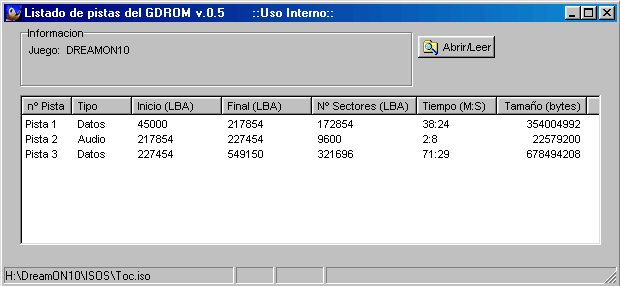 Listado de pistas del GDROM v.0.5 ::Uso Interno::
Informacion
Juego: DREAMON10
Abrir/Leer
nº Pista Tipo Inicio (LBA) Final (LBA) Nº Sectores (LBA) Tiempo (M:S) Tamaño (bytes)
Pista 1 Datos 45000 217854 172854 38:24 354004992
Pista 2 Audio 217854 227454 9600 2:8 22579200
Pista 3 Datos 227454 549150 321696 71:29 678494208
H:\DreamON10\ISOS\Toc.iso